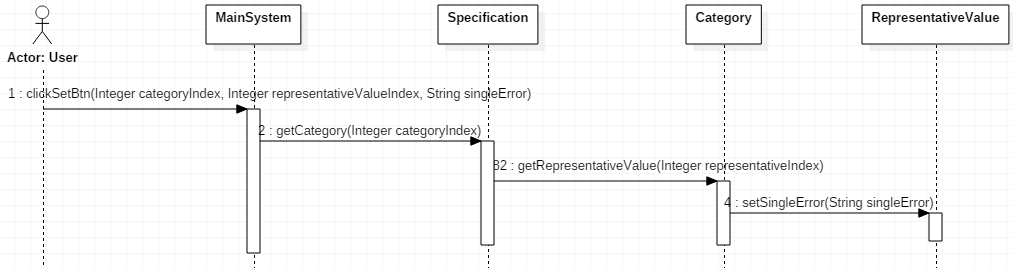 MainSystem
Specification
Category
RepresentativeValue
Actor: User
1 : clickSetBtn(Integer categoryIndex, Integer representativeValueIndex, String singleError)
2 : getCategory(Integer categoryIndex)
32 : getRepresentativeValue(Integer representativeIndex)
4 : setSingleError(String singleError)